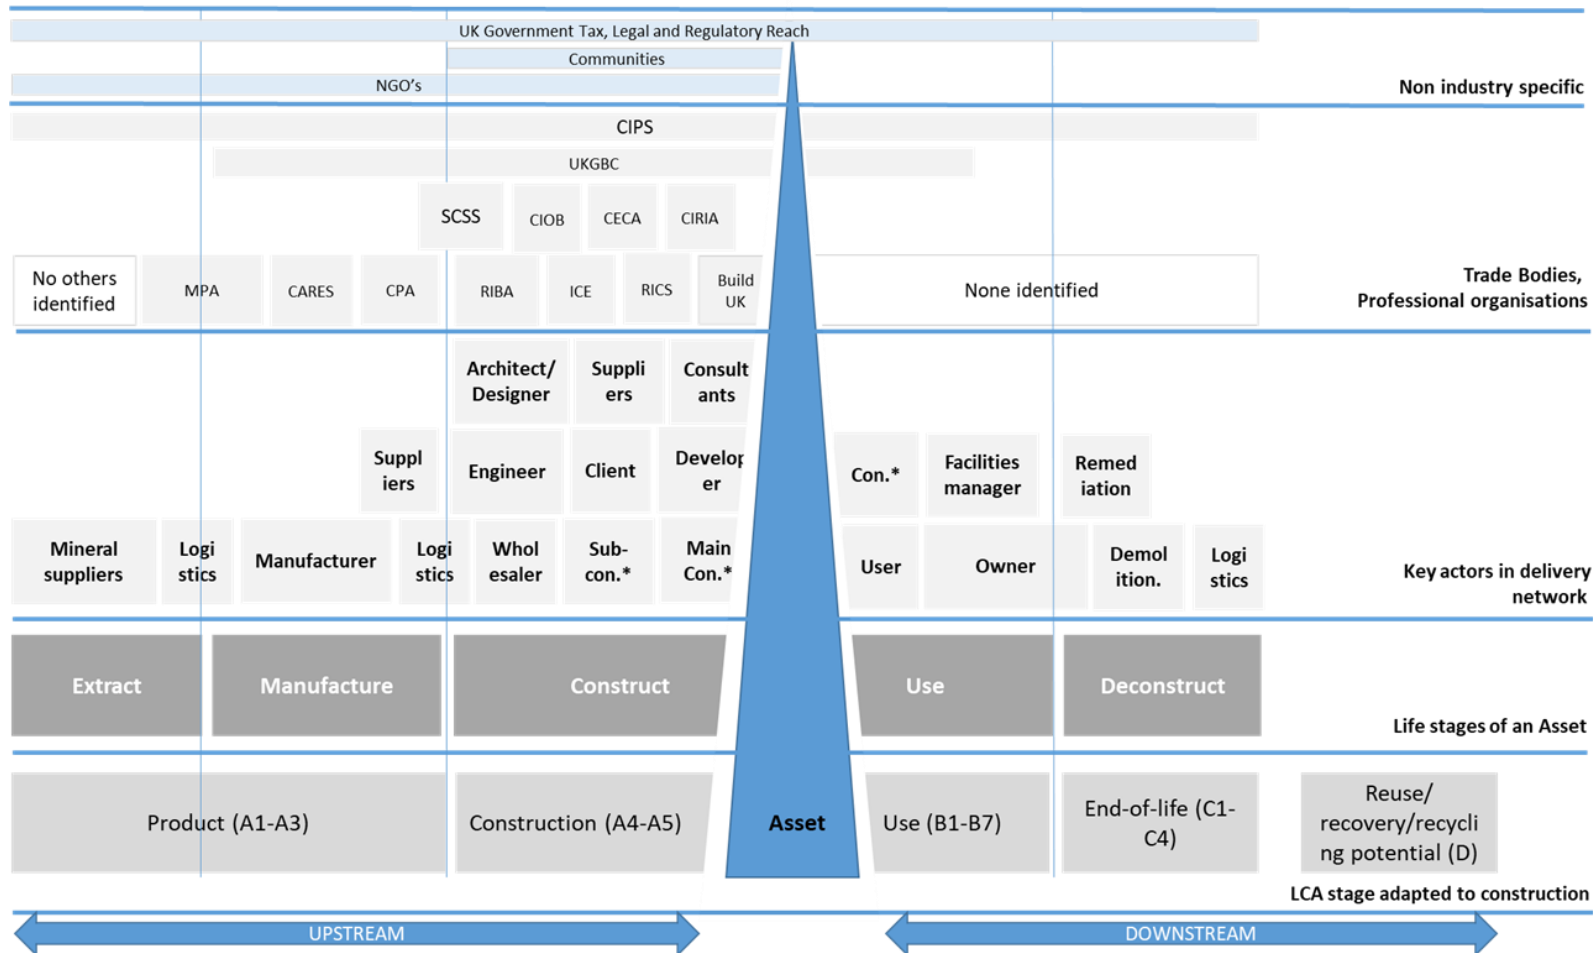 UK Government Tax, Legal and Regulatory Reach
Communities
NGO's
Non industry specific
CIPS
UKGBC
SCSS
CIOB
CECA
CIRIA
No others
identified
MPA
CARES
CPA
RIBA
ICE
RICS
Build
UK
None identified
Trade Bodies,
Professional organisations
Architect/
Designer
Suppli
ers
Consult
ants
Suppl
iers
Engineer
Client
Develop
er
Con.*
Facilities
manager
Remed
iation
Mineral
suppliers
Logi
stics
Manufacturer
Logi
stics
Whol
esaler
Sub-
con.*
Main
Con.*
User
Owner
Demol
ition.
Logi
stics
Key actors in delivery
network
Extract
Manufacture
Construct
Use
Deconstruct
Life stages of an Asset
Product (A1-A3)
Construction (A4-A5)
Asset
Use (B1-B7)
End-of-life (C1-
C4)
Reuse/
recovery/recycli
ng potential (D)
LCA stage adapted to construction
UPSTREAM
DOWNSTREAM